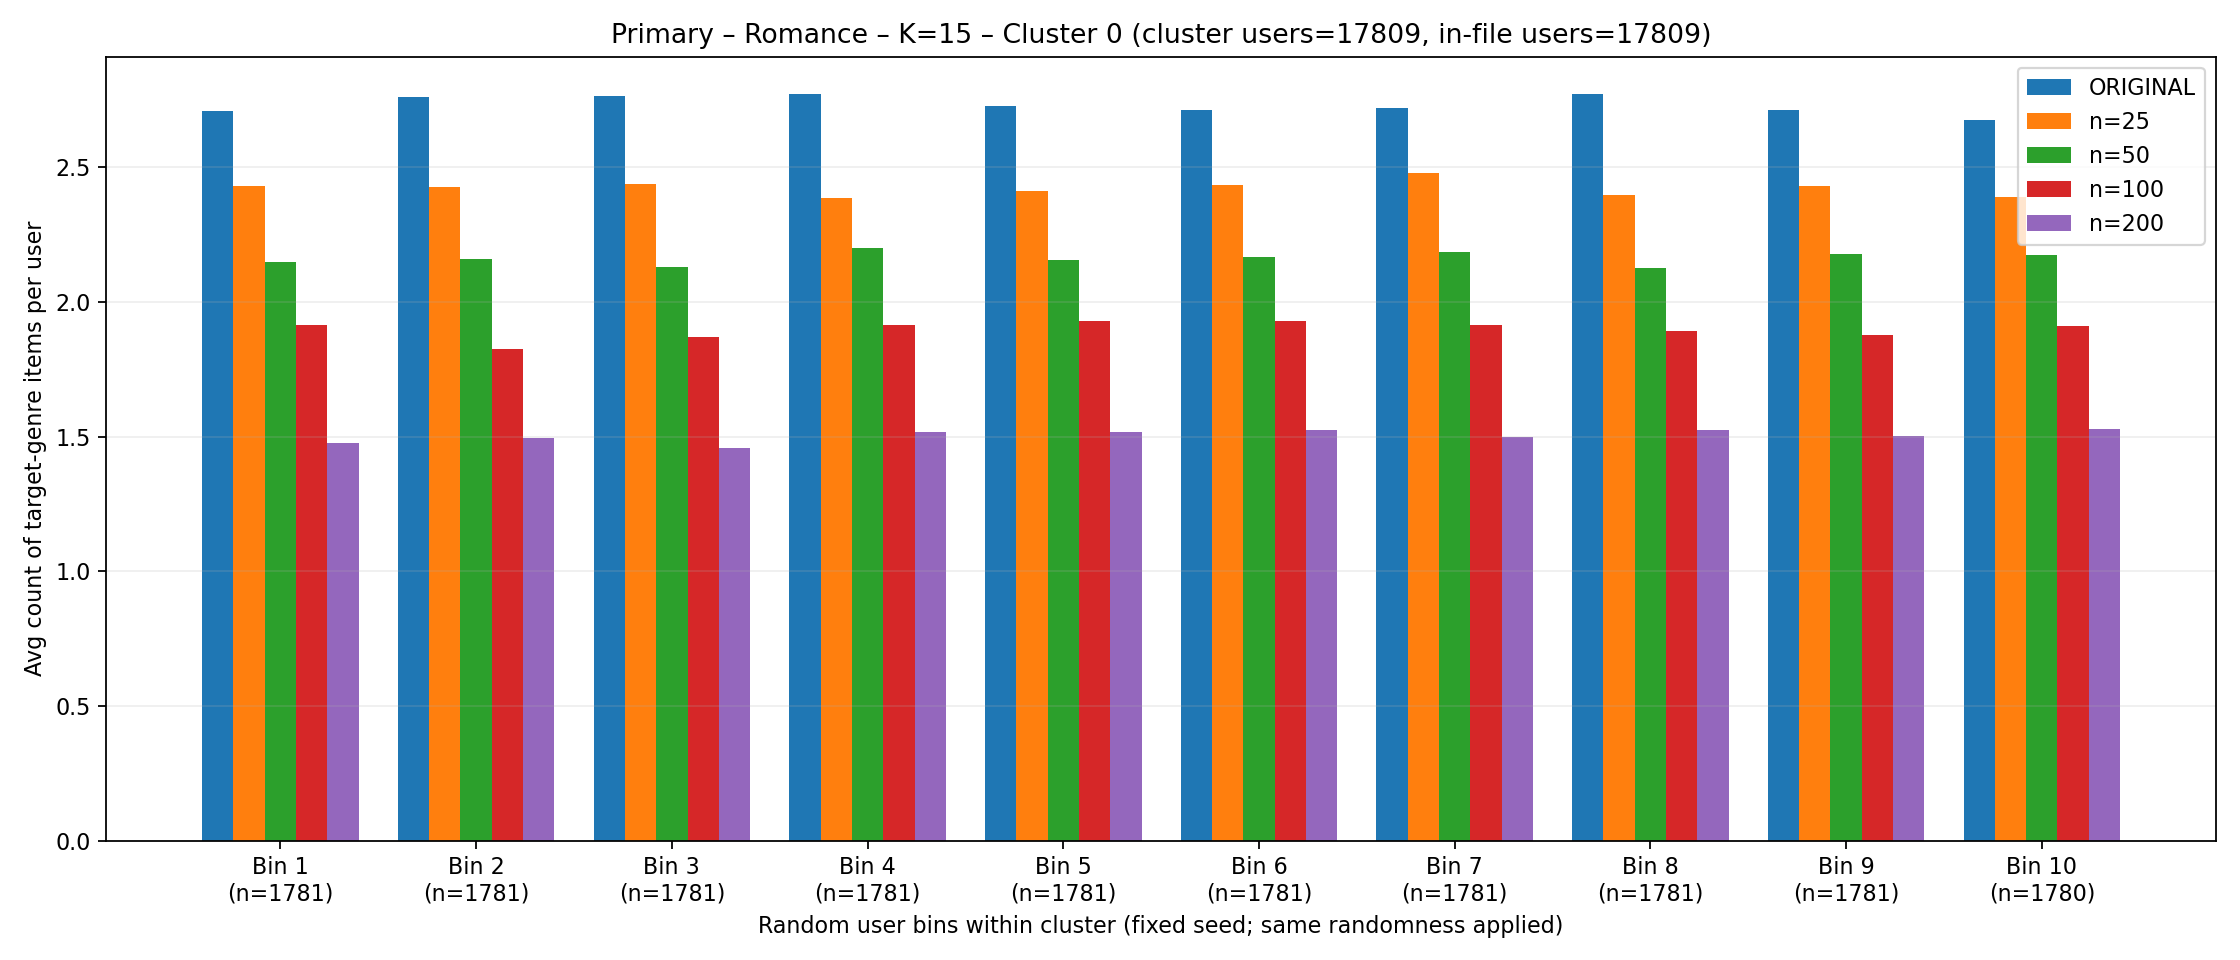 Primary – Romance – K=15 – Cluster 0 (cluster users=17809, in-file users=17809)
ORIGINAL
n=25
n=50
n=100
n=200
Avg count of target-genre items per user
2.5
2.0
1.5
1.0
0.5
0.0
Bin 1 Bin 2 Bin 3 Bin 4 Bin 5 Bin 6 Bin 7 Bin 8 Bin 9 Bin 10
(n=1781) (n=1781) (n=1781) (n=1781) (n=1781) (n=1781) (n=1781) (n=1781) (n=1781) (n=1780)
Random user bins within cluster (fixed seed; same randomness applied)